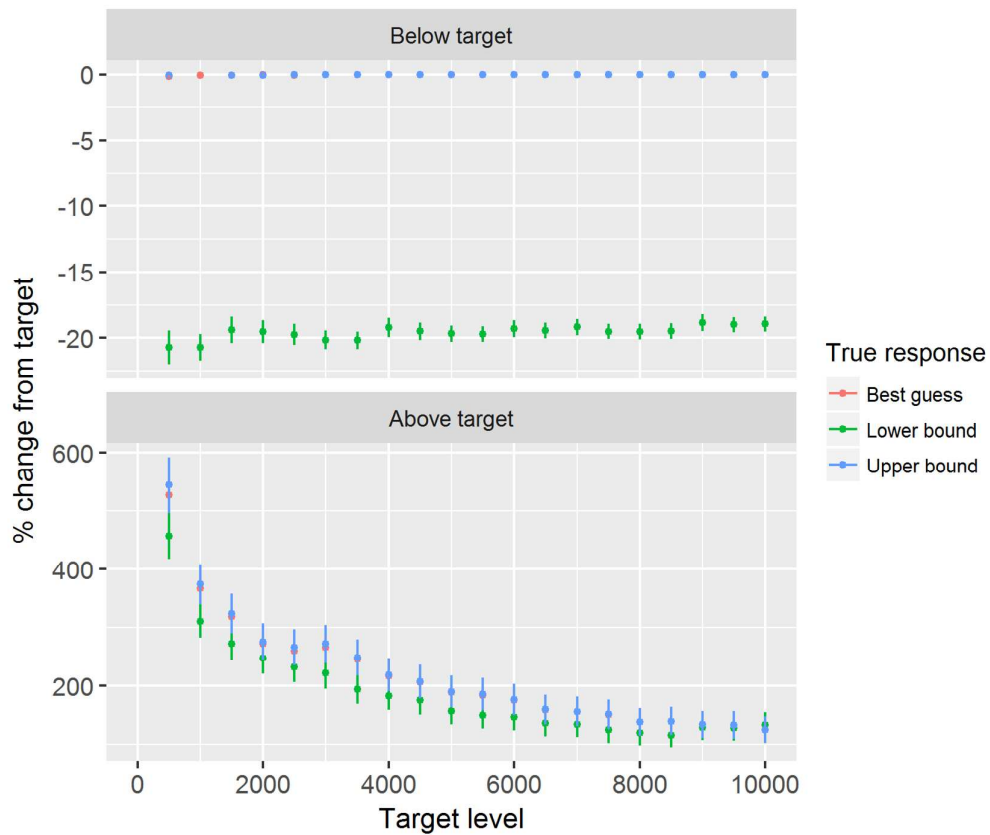 Below target
0
-5
-10
-15
-20
% change from target
Above target
600
400
200
0 2000 4000 6000 8000 10000
Target level
True response
Best guess
Lower bound
Upper bound